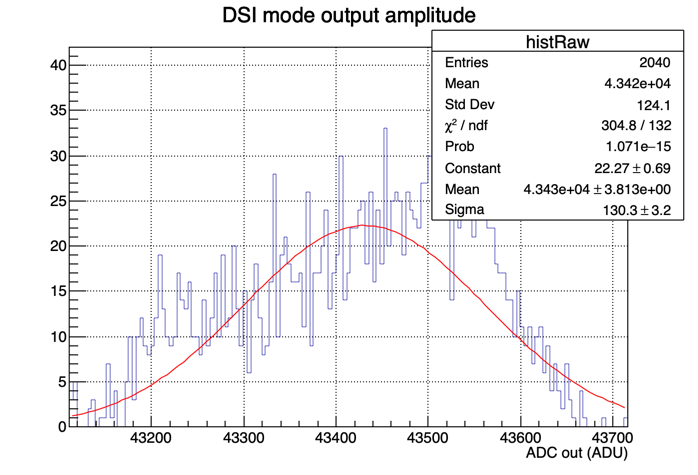 DSI mode output amplitude
histRaw
Entries 2040
Mean 4.342e+04
Std Dev 124.1
χ² / ndf 304.8 / 132
Prob 1.071e−15
Constant 22.27 ± 0.69
Mean 4.343e+04 ± 3.813e+00
Sigma 130.3 ± 3.2
40
35
30
25
20
15
10
5
0
43200 43300 43400 43500 43600 43700
ADC out (ADU)